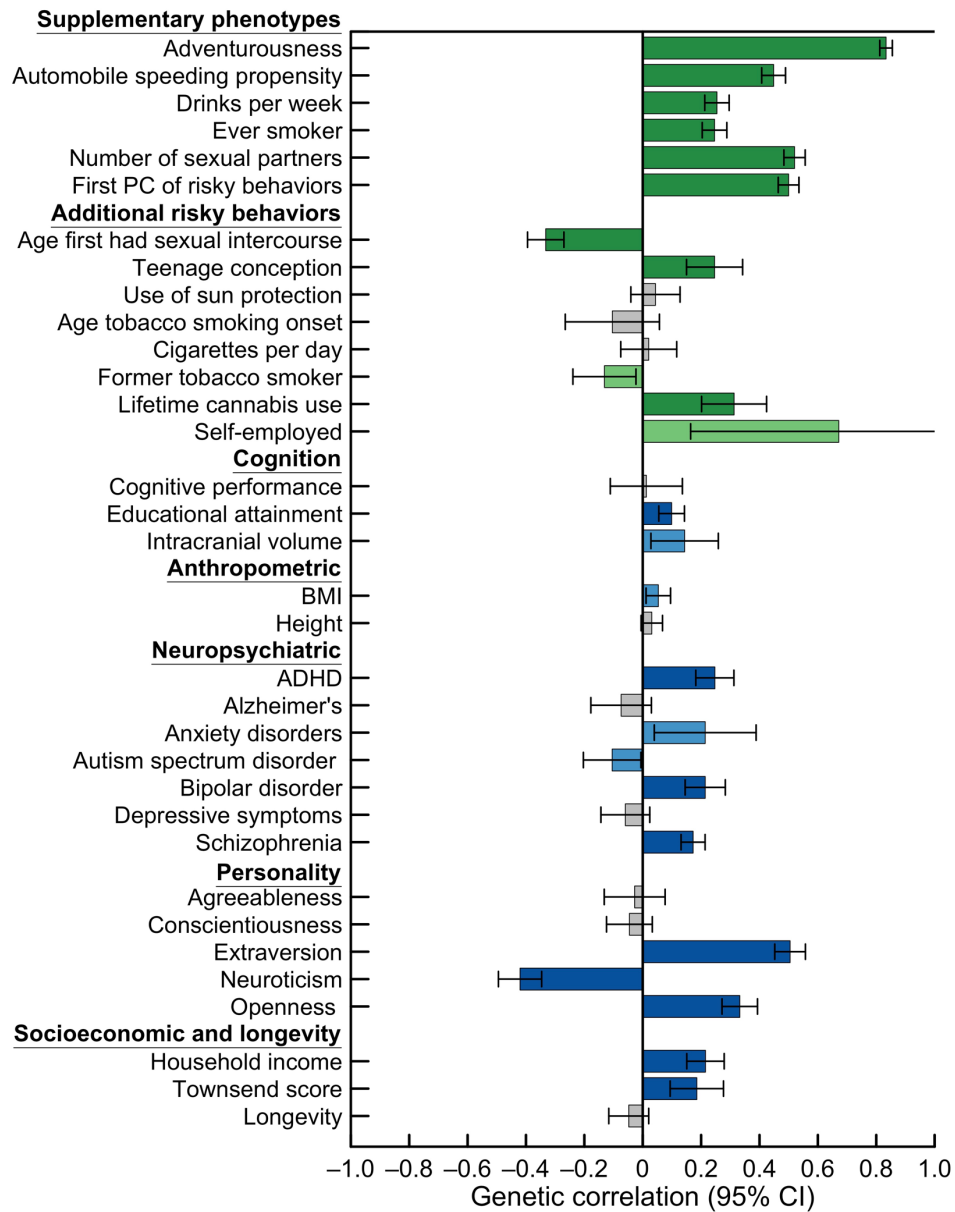 Supplementary phenotypes
Adventurousness
Automobile speeding propensity
Drinks per week
Ever smoker
Number of sexual partners
First PC of risky behaviors
Additional risky behaviors
Age first had sexual intercourse
Teenage conception
Use of sun protection
Age tobacco smoking onset
Cigarettes per day
Former tobacco smoker
Lifetime cannabis use
Self-employed
Cognition
Cognitive performance
Educational attainment
Intracranial volume
Anthropometric
BMI
Height
Neuropsychiatric
ADHD
Alzheimer's
Anxiety disorders
Autism spectrum disorder
Bipolar disorder
Depressive symptoms
Schizophrenia
Personality
Agreeableness
Conscientiousness
Extraversion
Neuroticism
Openness
Socioeconomic and longevity
Household income
Townsend score
Longevity
–1.0 –0.8 –0.6 –0.4 –0.2 0 0.2 0.4 0.6 0.8 1.0
Genetic correlation (95% CI)